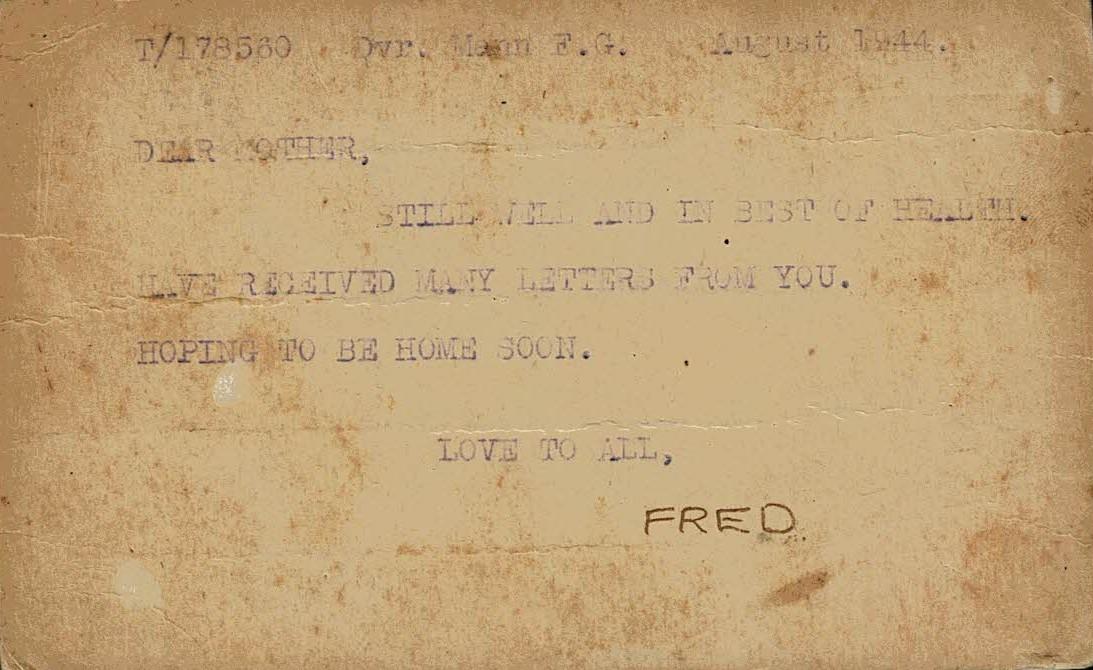 T/178560 Dvr. Mann F.G. August 1944.
DEAR MOTHER,
STILL WELL AND IN BEST OF HEALTH.
HAVE RECEIVED MANY LETTERS FROM YOU.
HOPING TO BE HOME SOON.
LOVE TO ALL,
FRED.